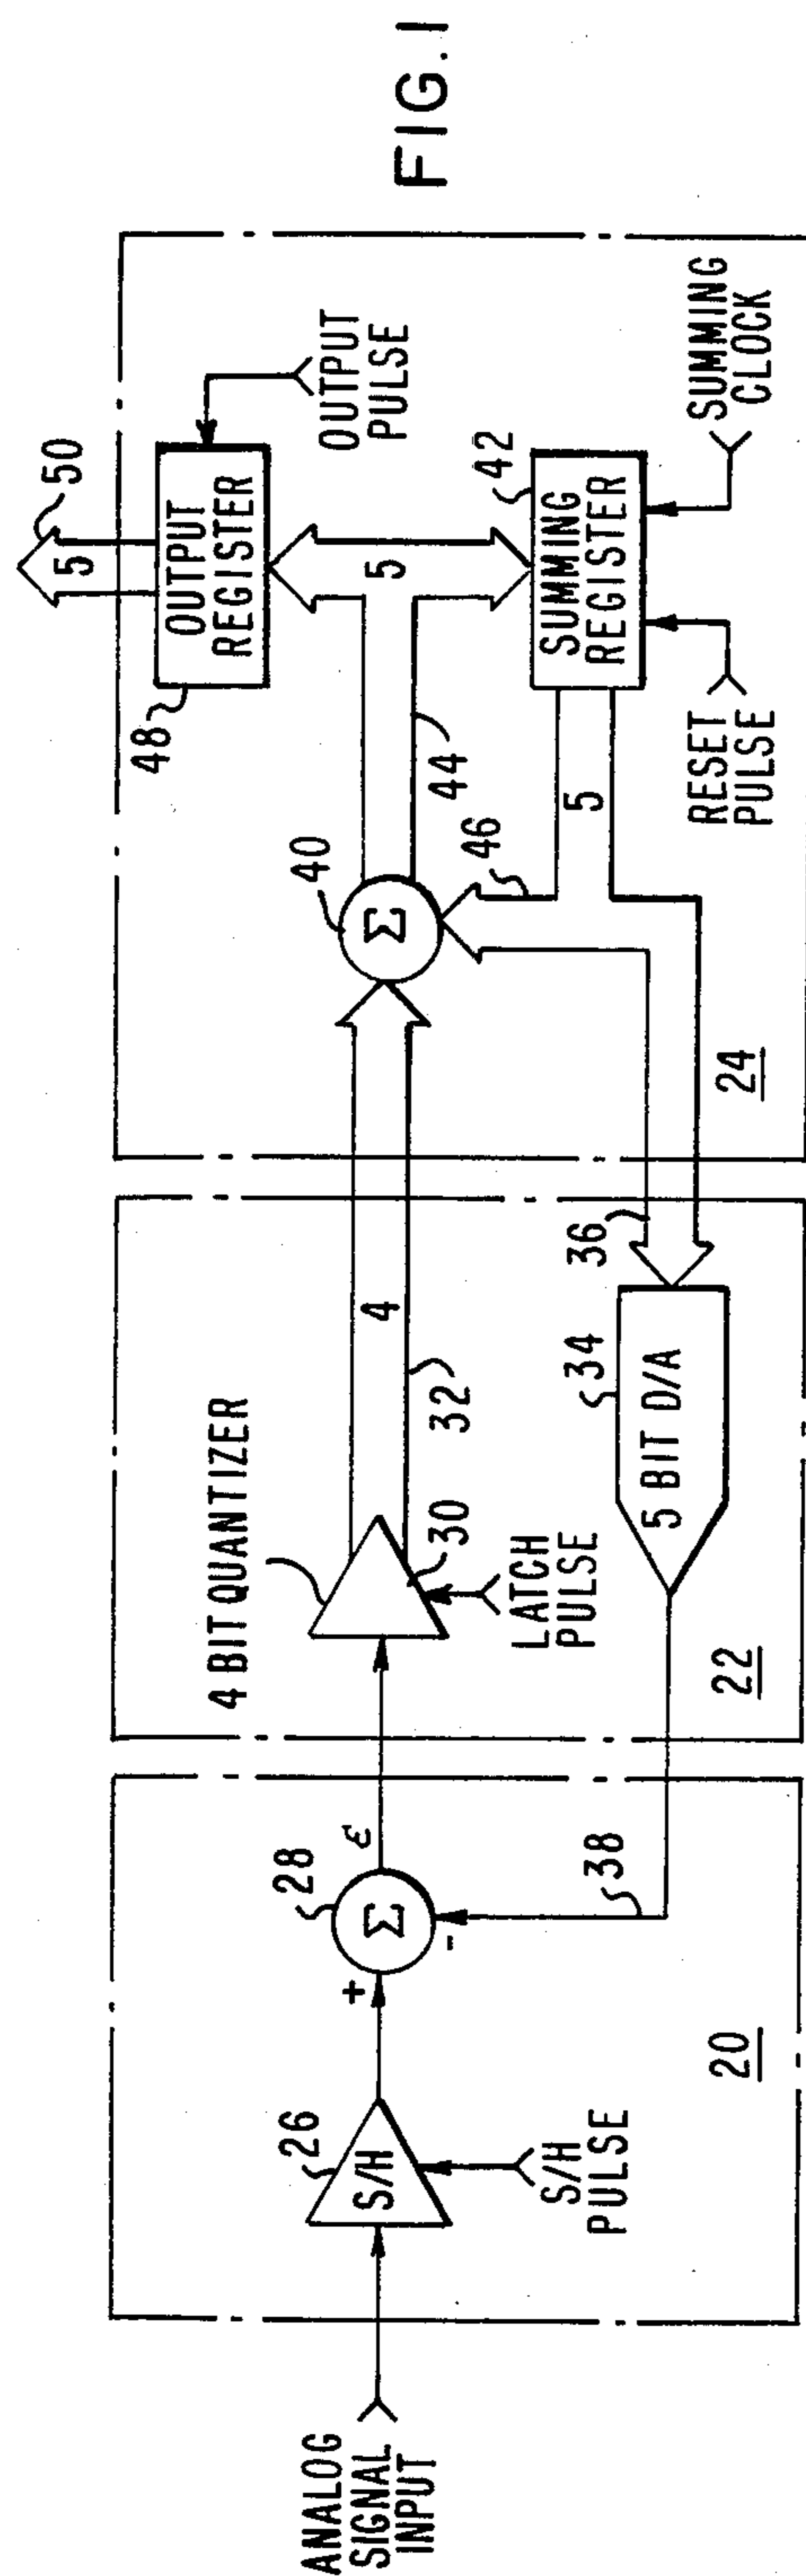 FIG. 1
50
5
OUTPUT
REGISTER
48
OUTPUT
PULSE
5
44
40
Σ
46
42
SUMMING
REGISTER
5
SUMMING
CLOCK
RESET
PULSE
24
4
32
36
4 BIT QUANTIZER
30
LATCH
PULSE
34
5 BIT D/A
22
ε
28
Σ
+
-
38
26
S/H
S/H
PULSE
20
ANALOG
SIGNAL
INPUT